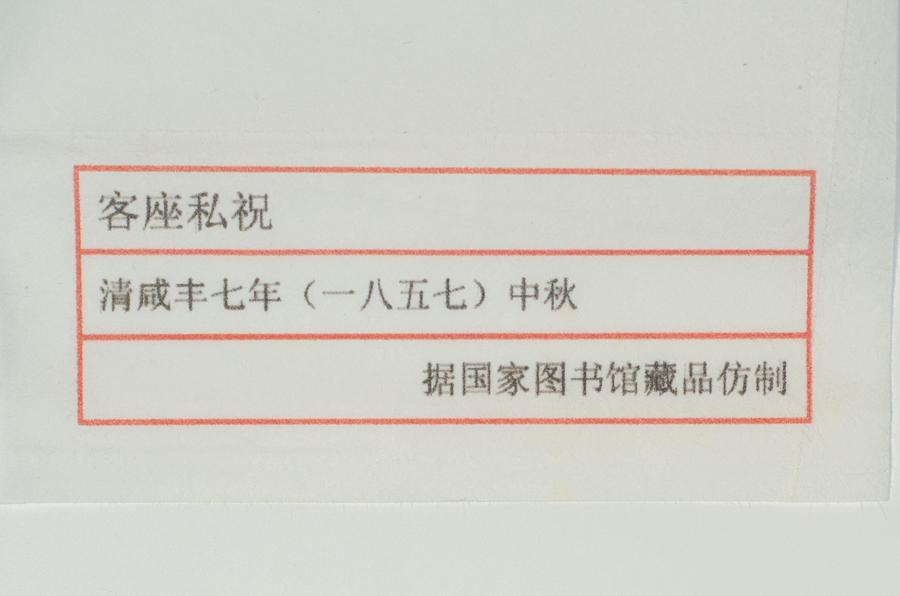 客座私祝
清咸丰七年（一八五七）中秋
据国家图书馆藏品仿制